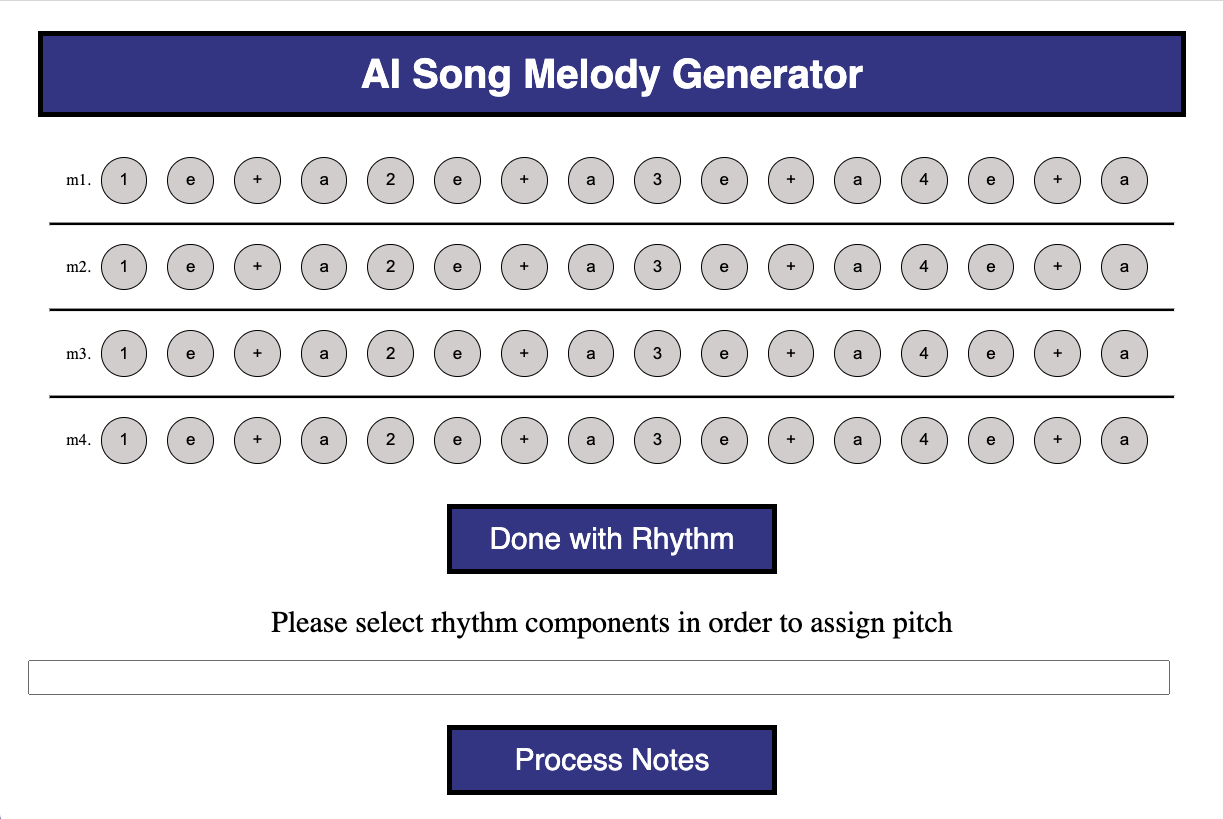 AI Song Melody Generator
m1. 1 e + a 2 e + a 3 e + a 4 e + a
m2. 1 e + a 2 e + a 3 e + a 4 e + a
m3. 1 e + a 2 e + a 3 e + a 4 e + a
m4. 1 e + a 2 e + a 3 e + a 4 e + a
Done with Rhythm
Please select rhythm components in order to assign pitch
Process Notes